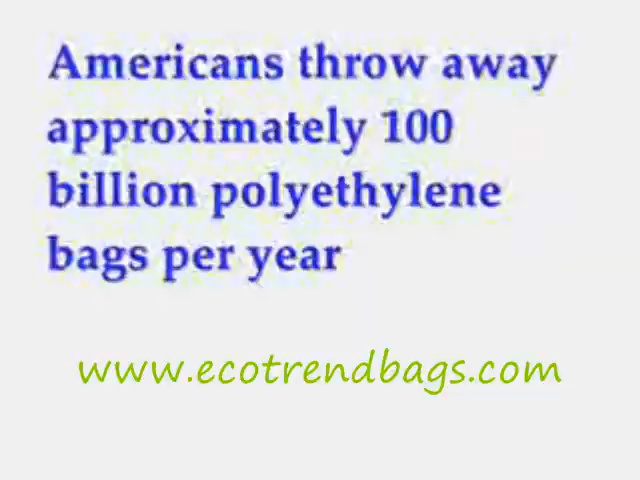 Americans throw away
approximately 100
billion polyethylene
bags per year
www.ecotrendbags.com